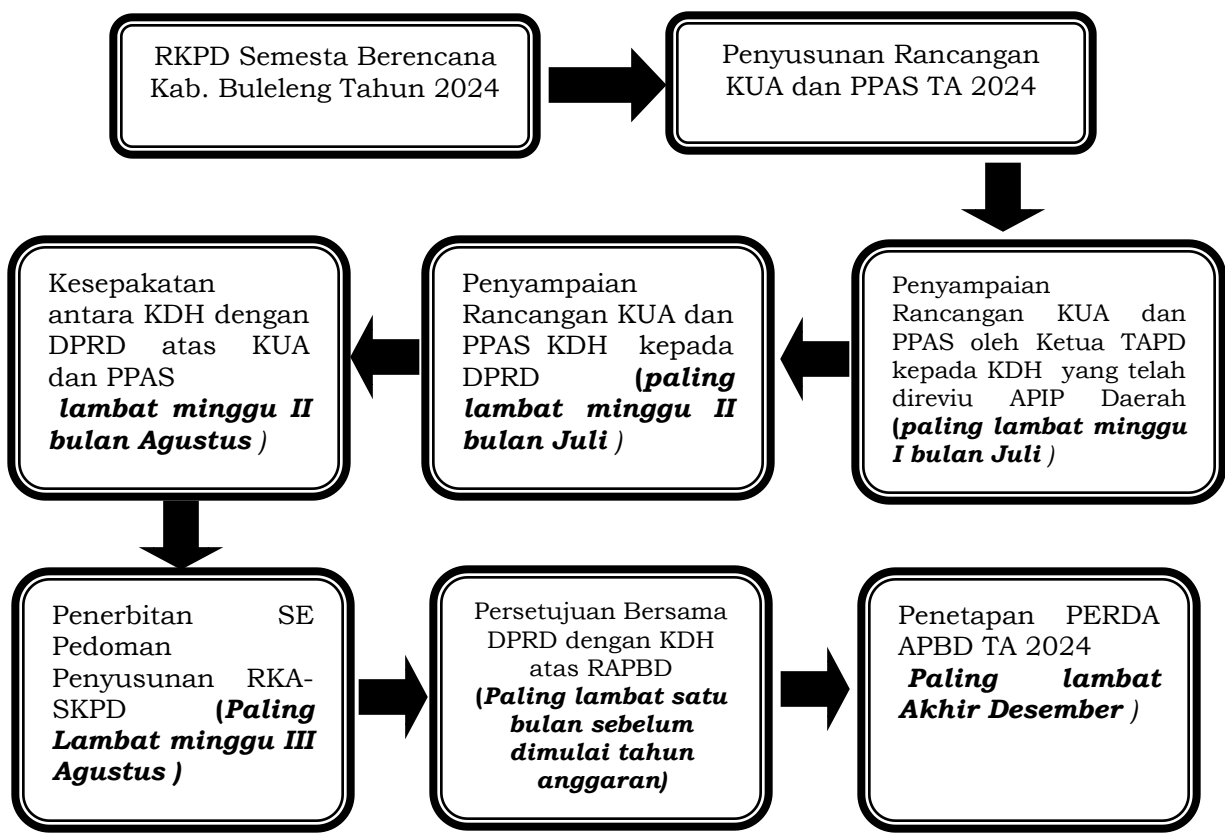 RKPD Semesta Berencana
Kab. Buleleng Tahun 2024
Penyusunan Rancangan
KUA dan PPAS TA 2024
Penyampaian
Rancangan KUA dan
PPAS oleh Ketua TAPD
kepada KDH yang telah
direviu APIP Daerah
(paling lambat minggu
I bulan Juli )
Penyampaian
Rancangan KUA dan
PPAS KDH kepada
DPRD (paling
lambat minggu II
bulan Juli )
Kesepakatan
antara KDH dengan
DPRD atas KUA
dan PPAS
lambat minggu II
bulan Agustus )
Penerbitan SE
Pedoman
Penyusunan RKA-
SKPD (Paling
Lambat minggu III
Agustus )
Persetujuan Bersama
DPRD dengan KDH
atas RAPBD
(Paling lambat satu
bulan sebelum
dimulai tahun
anggaran)
Penetapan PERDA
APBD TA 2024
Paling lambat
Akhir Desember )